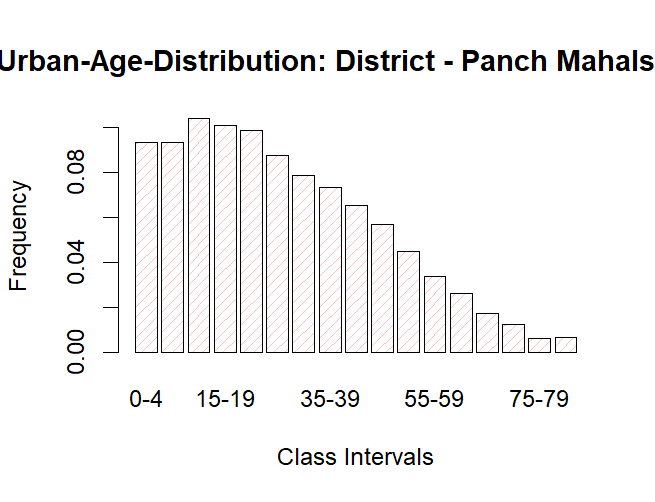 Urban-Age-Distribution: District - Panch Mahals
Frequency
0.08
0.04
0.00
0-4 15-19 35-39 55-59 75-79
Class Intervals